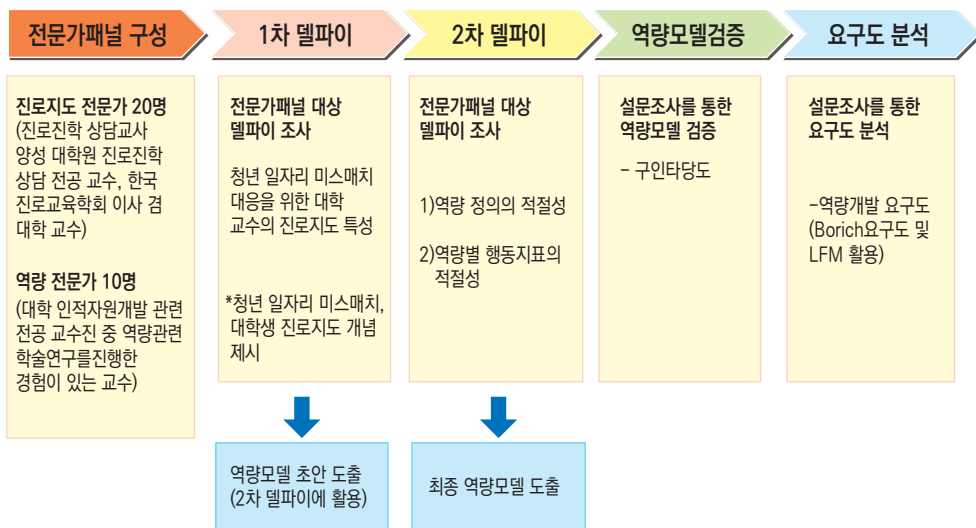 전문가패널 구성
1차 델파이
2차 델파이
역량모델검증
요구도 분석
진로지도 전문가 20명
(진로진학 상담교사
양성 대학원 진로진학
상담 전공 교수, 한국
진로교육학회 이사 겸
대학 교수)
역량 전문가 10명
(대학 인적자원개발 관련
전공 교수진 중 역량관련
학술연구를진행한
경험이 있는 교수)
전문가패널 대상
델파이 조사
청년 일자리 미스매치
대응을 위한 대학
교수의 진로지도 특성
*청년 일자리 미스매치,
대학생 진로지도 개념
제시
역량모델 초안 도출
(2차 델파이에 활용)
전문가패널 대상
델파이 조사
1)역량 정의의 적절성
2)역량별 행동지표의
적절성
최종 역량모델 도출
설문조사를 통한
역량모델 검증
- 구인타당도
설문조사를 통한
요구도 분석
-역량개발 요구도
(Borich요구도 및
LFM 활용)